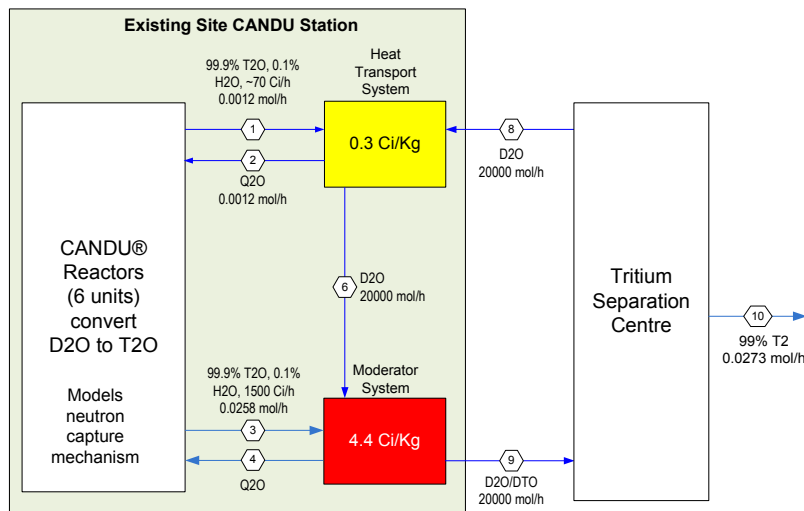 Existing Site CANDU Station
99.9% T2O, 0.1%
H2O, ~70 Ci/h
0.0012 mol/h
Heat
Transport
System
1
0.3 Ci/Kg
8
D2O
20000 mol/h
2
Q2O
0.0012 mol/h
CANDU®
Reactors
(6 units)
convert
D2O to T2O
Models
neutron
capture
mechanism
6
D2O
20000 mol/h
Tritium
Separation
Centre
10
99% T2
0.0273 mol/h
99.9% T2O, 0.1%
H2O, 1500 Ci/h
0.0258 mol/h
Moderator
System
3
4.4 Ci/Kg
4
Q2O
9
D2O/DTO
20000 mol/h